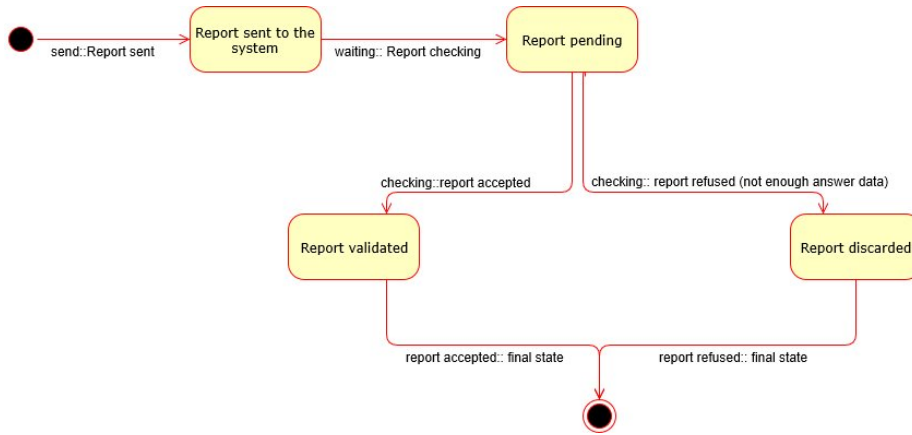 Report sent to the
system
Report pending
send::Report sent
waiting:: Report checking
checking::report accepted
checking:: report refused (not enough answer data)
Report validated
Report discarded
report accepted:: final state
report refused:: final state